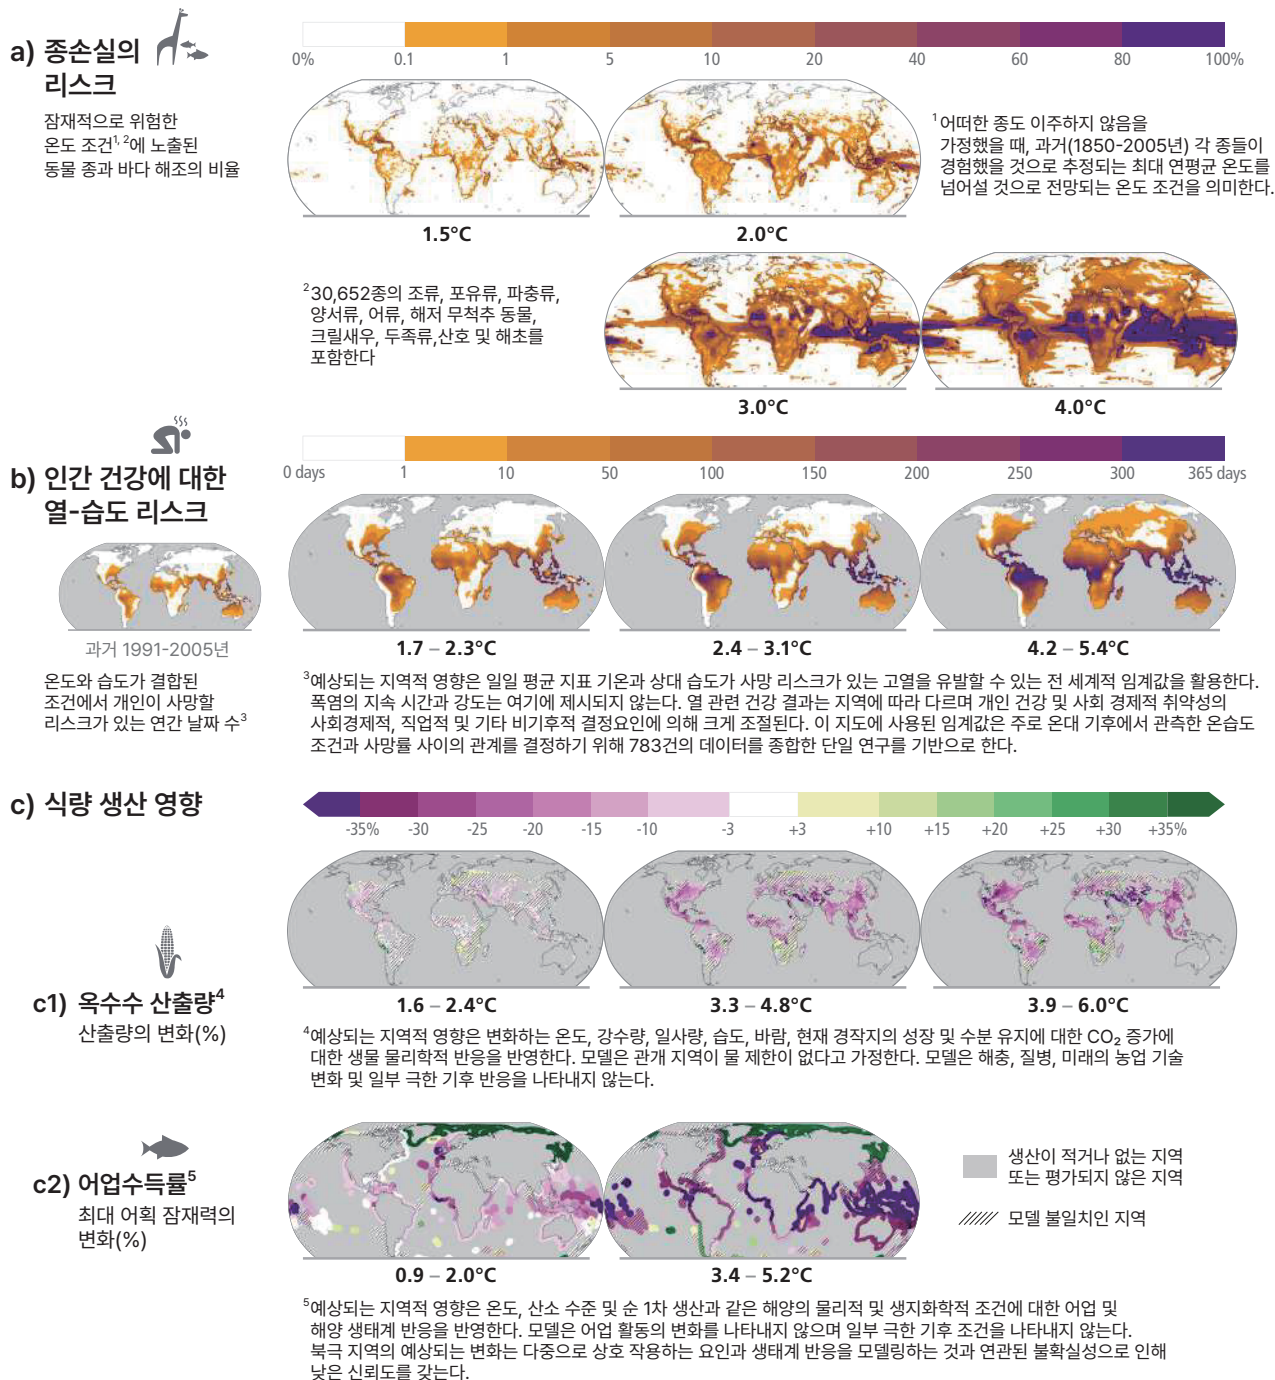 a) 종손실의
리스크
잠재적으로 위험한
온도 조건1, 2에 노출된
동물 종과 바다 해조의 비율
0% 0.1 1 5 10 20 40 60 80 100%
1.5°C
2.0°C
1어떠한 종도 이주하지 않음을
가정했을 때, 과거(1850-2005년) 각 종들이
경험했을 것으로 추정되는 최대 연평균 온도를
넘어설 것으로 전망되는 온도 조건을 의미한다.
230,652종의 조류, 포유류, 파충류,
양서류, 어류, 해저 무척추 동물,
크릴새우, 두족류,산호 및 해초를
포함한다
3.0°C
4.0°C
b) 인간 건강에 대한
열-습도 리스크
0 days 1 10 50 100 150 200 250 300 365 days
과거 1991-2005년
온도와 습도가 결합된
조건에서 개인이 사망할
리스크가 있는 연간 날짜 수3
1.7 – 2.3°C
2.4 – 3.1°C
4.2 – 5.4°C
3예상되는 지역적 영향은 일일 평균 지표 기온과 상대 습도가 사망 리스크가 있는 고열을 유발할 수 있는 전 세계적 임계값을 활용한다.
폭염의 지속 시간과 강도는 여기에 제시되지 않는다. 열 관련 건강 결과는 지역에 따라 다르며 개인 건강 및 사회 경제적 취약성의
사회경제적, 직업적 및 기타 비기후적 결정요인에 의해 크게 조절된다. 이 지도에 사용된 임계값은 주로 온대 기후에서 관측한 온습도
조건과 사망률 사이의 관계를 결정하기 위해 783건의 데이터를 종합한 단일 연구를 기반으로 한다.
c) 식량 생산 영향
-35% -30 -25 -20 -15 -10 -3 +3 +10 +15 +20 +25 +30 +35%
c1) 옥수수 산출량4
산출량의 변화(%)
1.6 – 2.4°C
3.3 – 4.8°C
3.9 – 6.0°C
4예상되는 지역적 영향은 변화하는 온도, 강수량, 일사량, 습도, 바람, 현재 경작지의 성장 및 수분 유지에 대한 CO₂ 증가에
대한 생물 물리학적 반응을 반영한다. 모델은 관개 지역이 물 제한이 없다고 가정한다. 모델은 해충, 질병, 미래의 농업 기술
변화 및 일부 극한 기후 반응을 나타내지 않는다.
c2) 어업수득률5
최대 어획 잠재력의
변화(%)
0.9 – 2.0°C
3.4 – 5.2°C
생산이 적거나 없는 지역
또는 평가되지 않은 지역
모델 불일치인 지역
5예상되는 지역적 영향은 온도, 산소 수준 및 순 1차 생산과 같은 해양의 물리적 및 생지화학적 조건에 대한 어업 및
해양 생태계 반응을 반영한다. 모델은 어업 활동의 변화를 나타내지 않으며 일부 극한 기후 조건을 나타내지 않는다.
북극 지역의 예상되는 변화는 다중으로 상호 작용하는 요인과 생태계 반응을 모델링하는 것과 연관된 불확실성으로 인해
낮은 신뢰도를 갖는다.